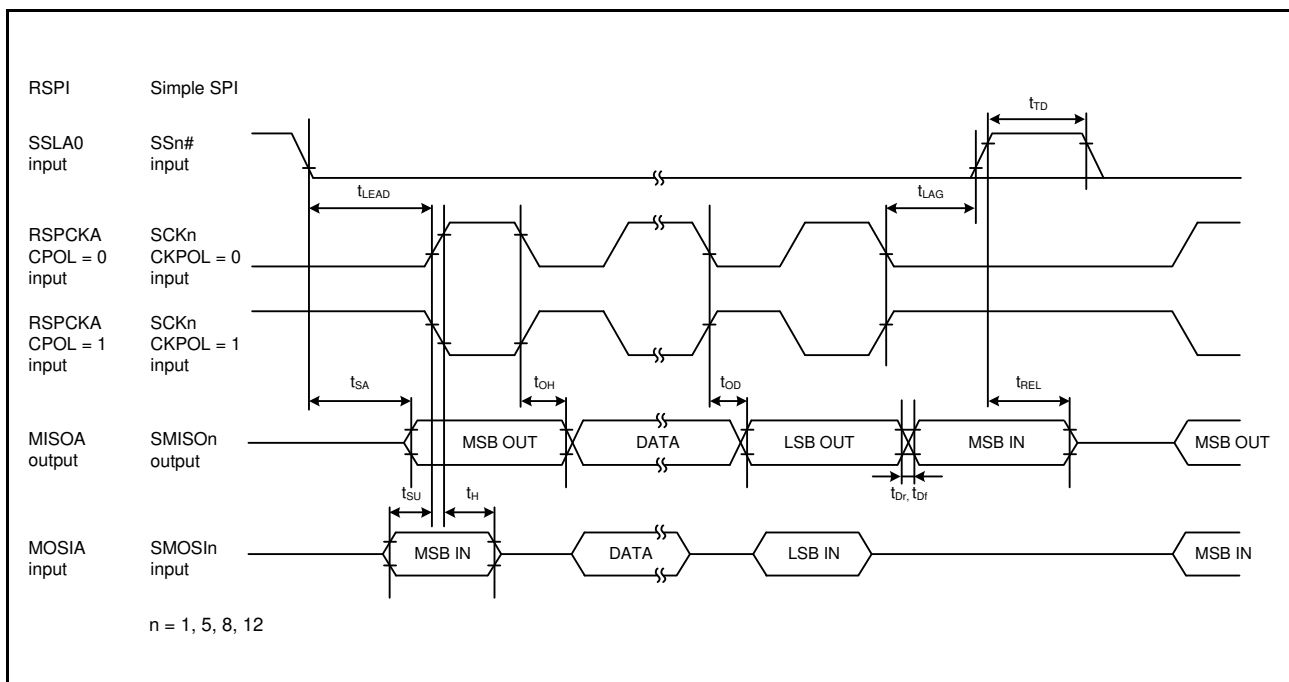 RSPI Simple SPI
tTD
SSLA0 SSn#
input input
tLEAD tLAG
RSPCKA SCKn
CPOL = 0 CKPOL = 0
input input
RSPCKA SCKn
CPOL = 1 CKPOL = 1
input input
tSA tOH tOD tREL
MISOA SMISOn
output output
MSB OUT DATA LSB OUT MSB IN MSB OUT
tSU tH tDr, tDf
MOSIA SMOSIn
input input
MSB IN DATA LSB IN MSB IN
n = 1, 5, 8, 12